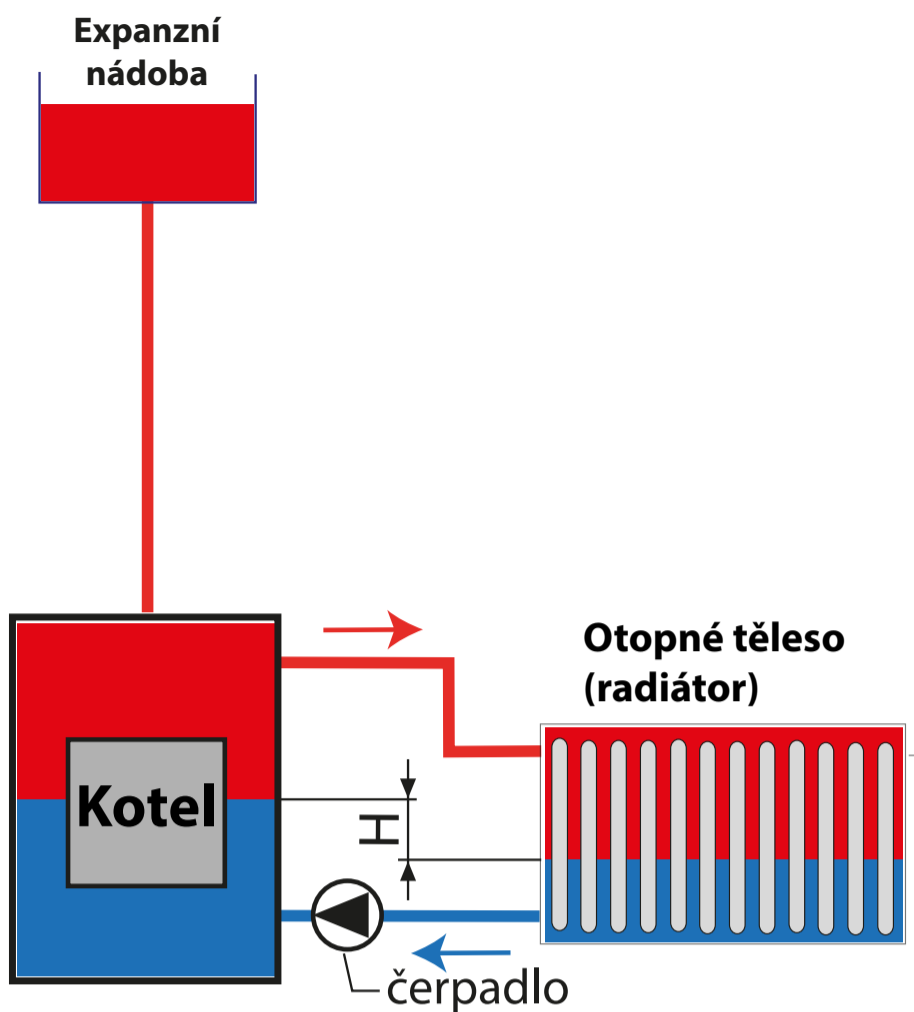 Expanzní
nádoba
Otopné těleso
(radiátor)
Kotel
H
čerpadlo